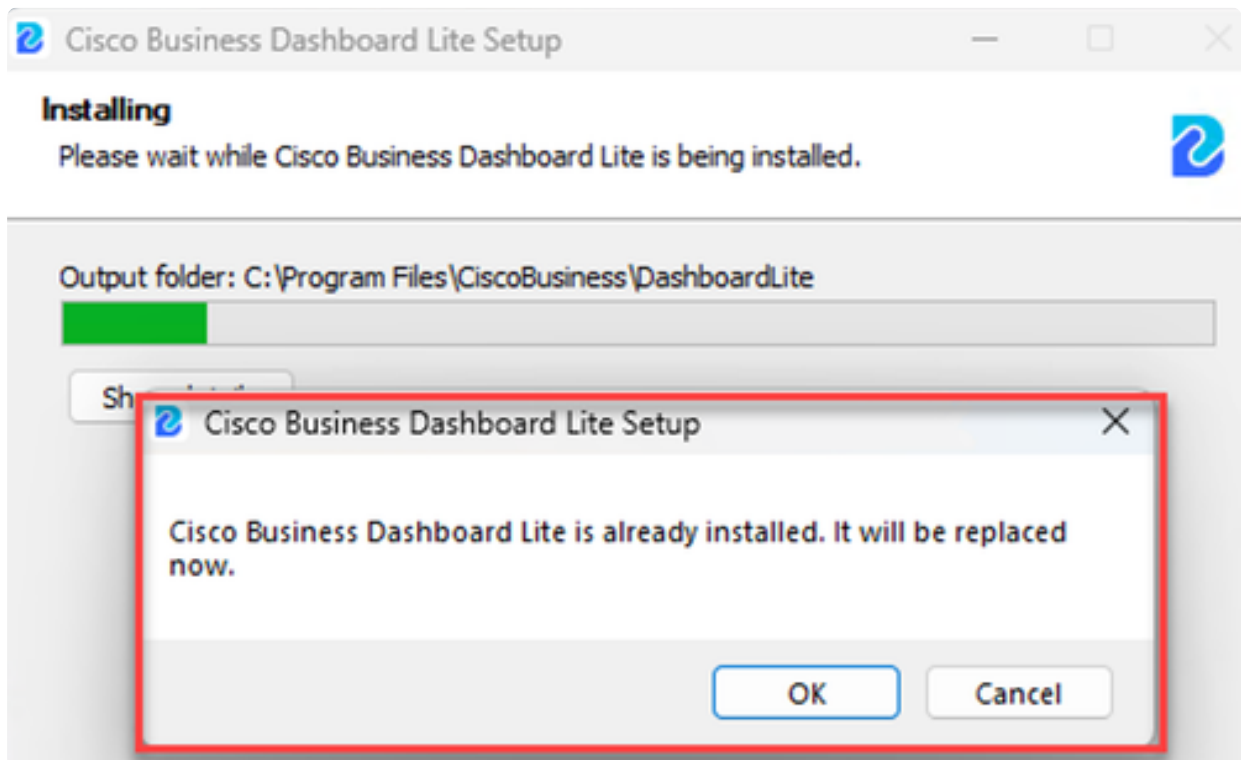 Cisco Business Dashboard Lite Setup
Installing
Please wait while Cisco Business Dashboard Lite is being installed.
Output folder: C:\Program Files\CiscoBusiness\DashboardLite
Cisco Business Dashboard Lite Setup
Cisco Business Dashboard Lite is already installed. It will be replaced
now.
OK
Cancel